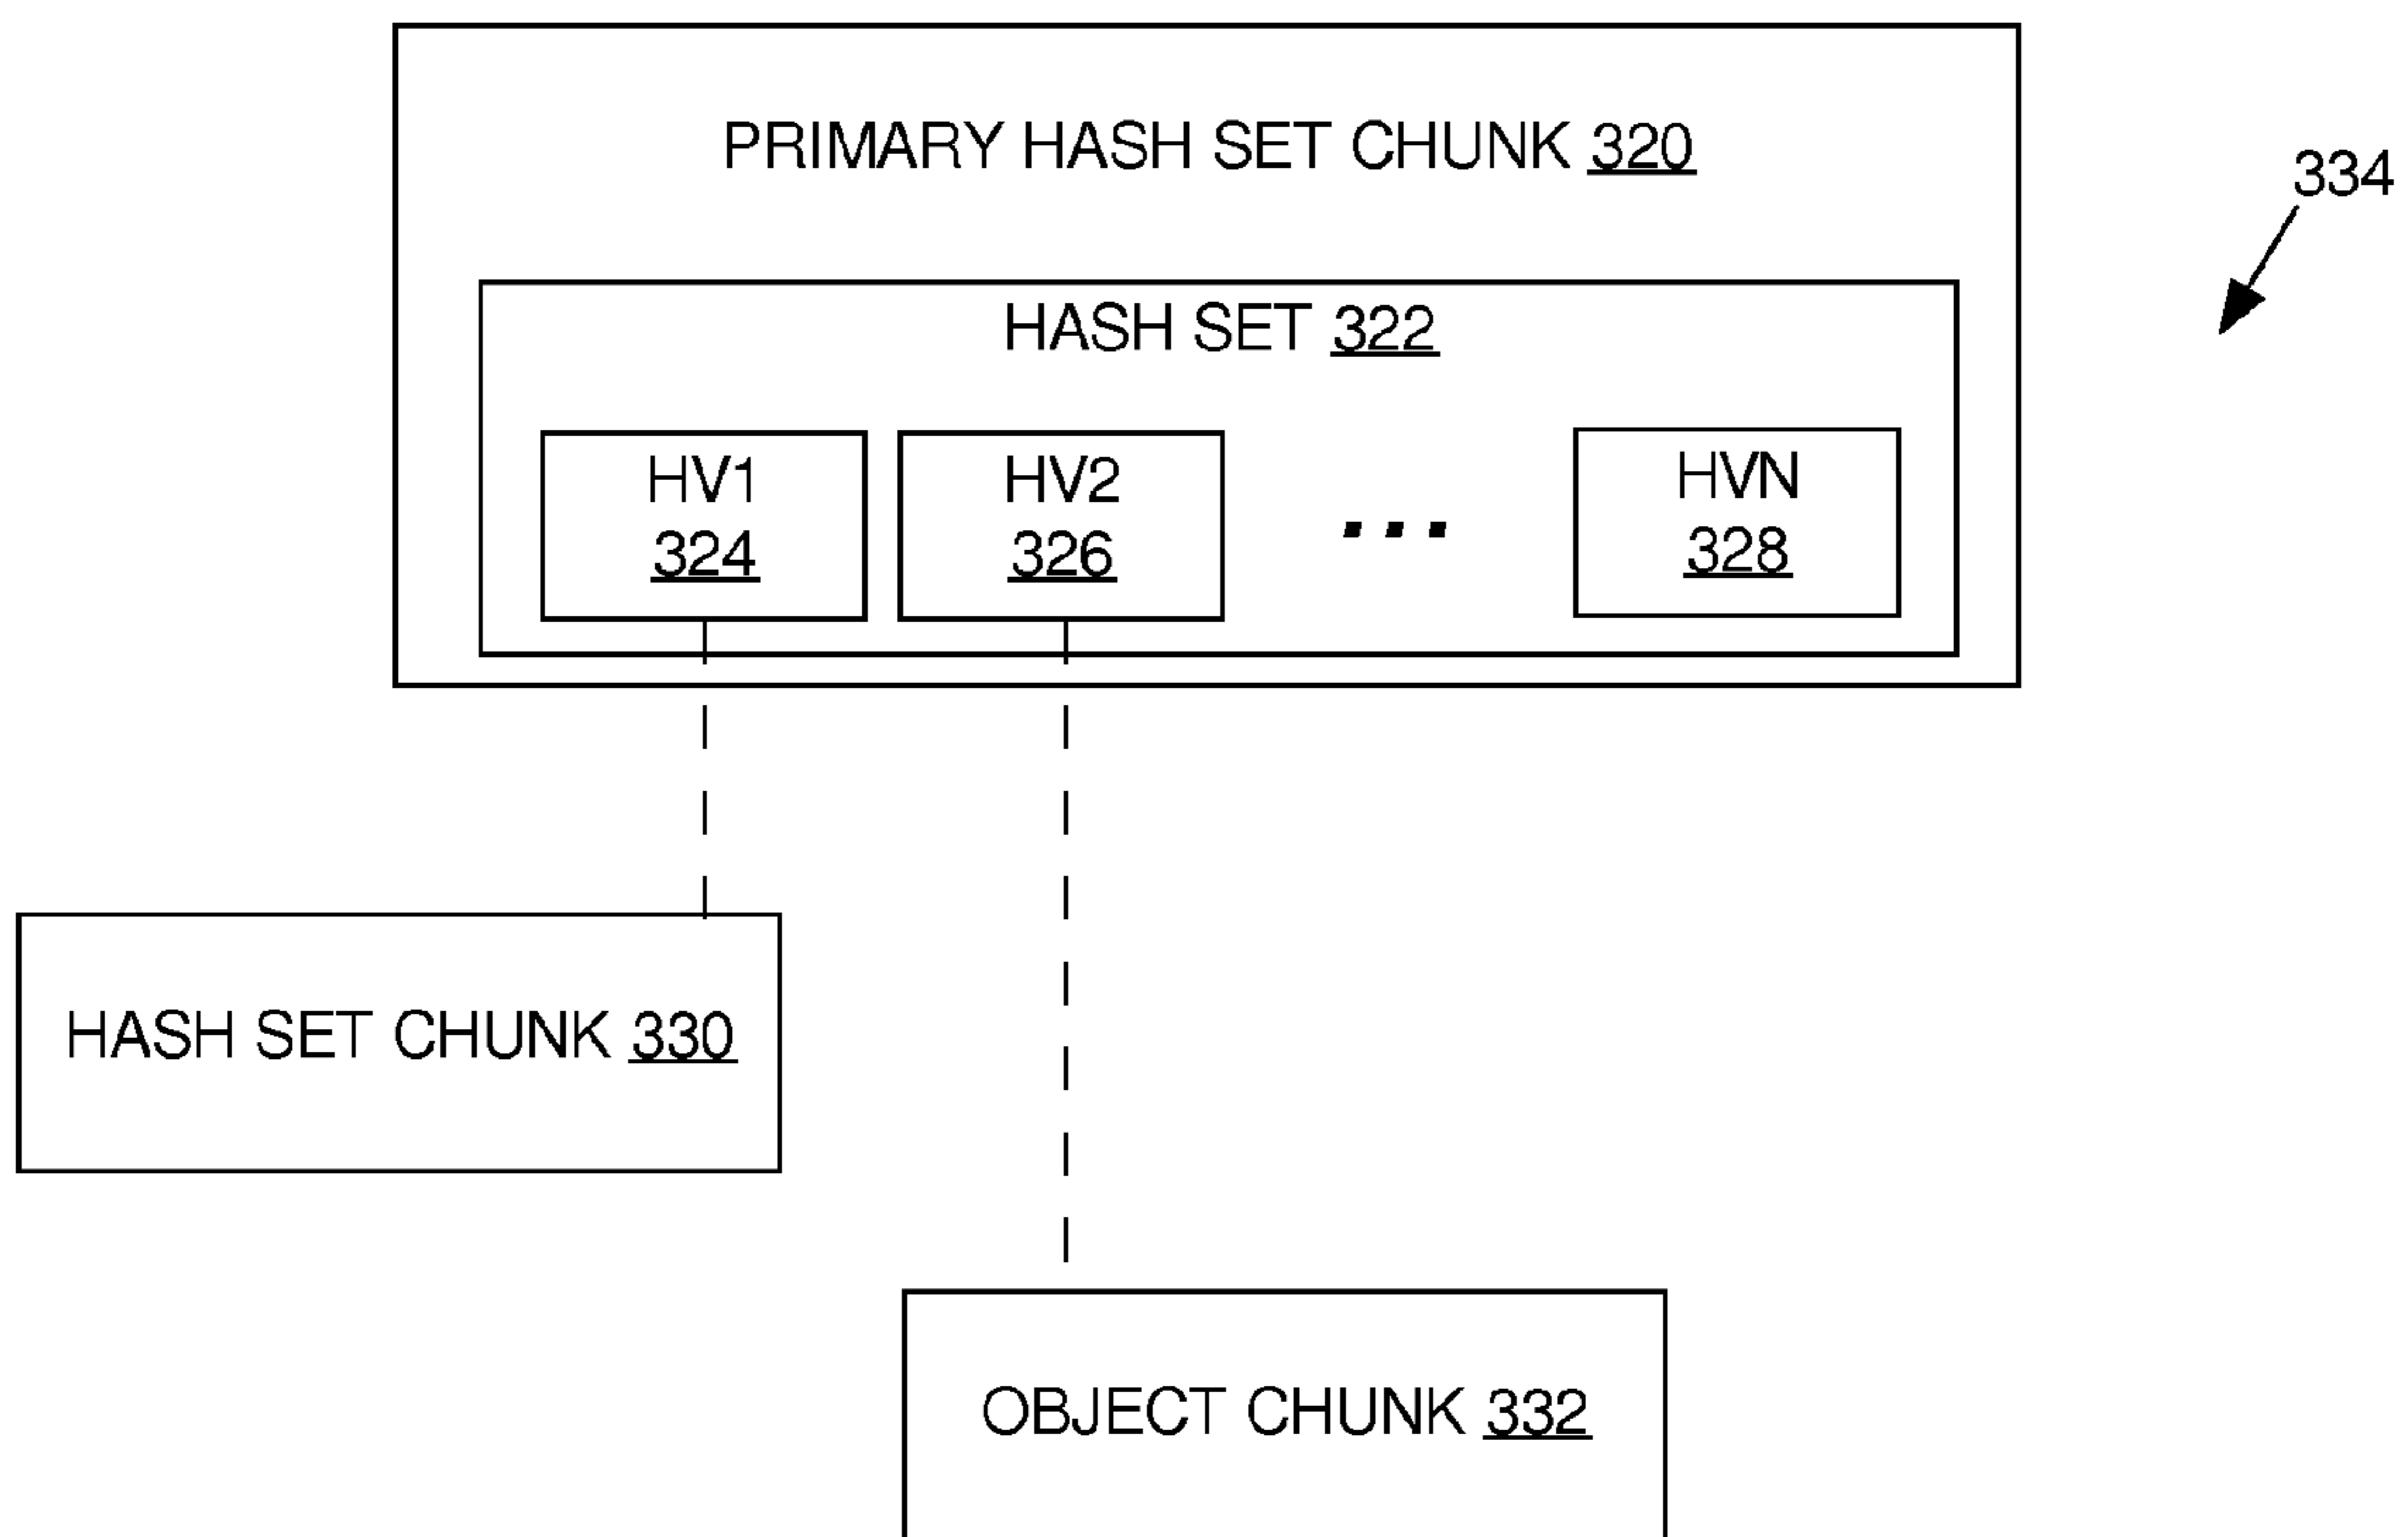 PRIMARY HASH SET CHUNK 320
334
HASH SET 322
HV1
324
HV2
326
...
HVN
328
HASH SET CHUNK 330
OBJECT CHUNK 332